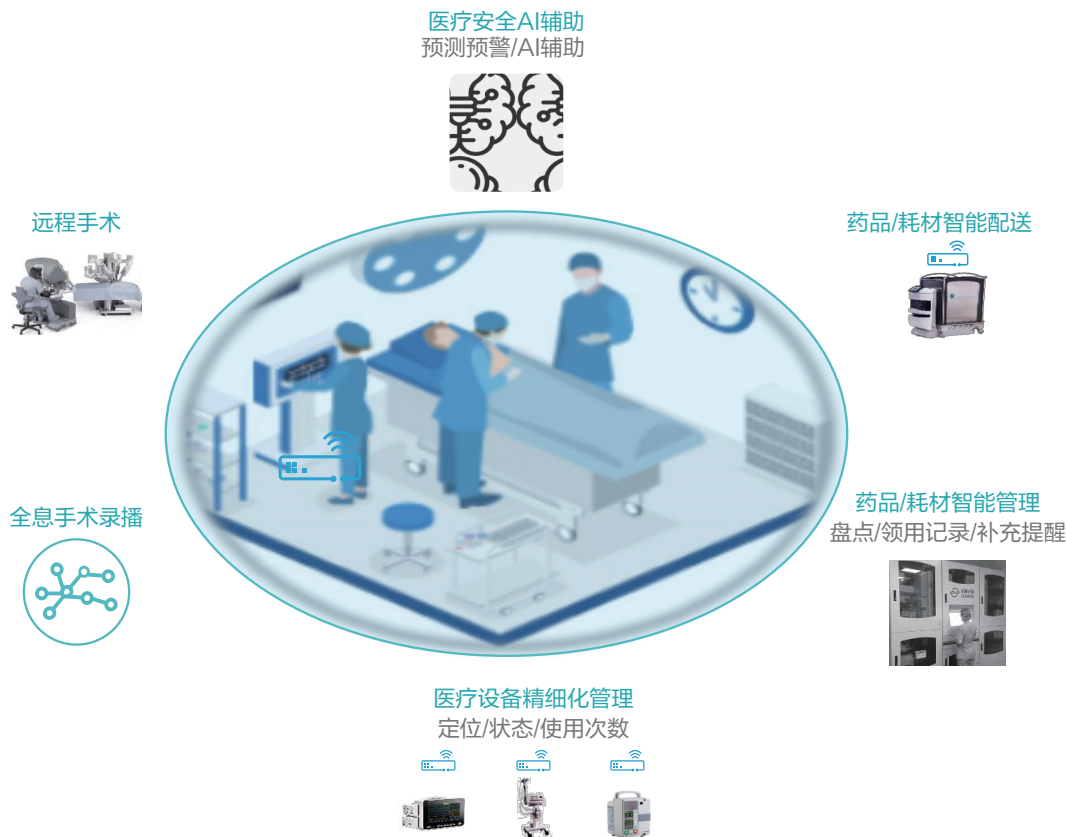 医疗安全AI辅助
预测预警/AI辅助
远程手术
药品/耗材智能配送
全息手术录播
药品/耗材智能管理
盘点/领用记录/补充提醒
医疗设备精细化管理
定位/状态/使用次数